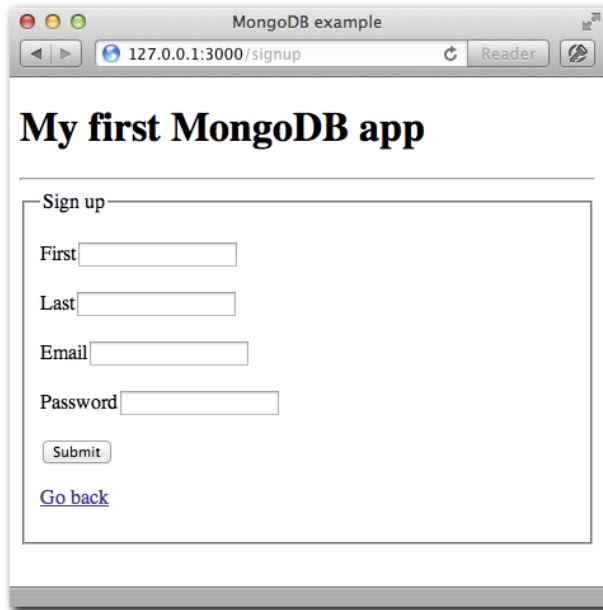 MongoDB example
127.0.0.1:3000/signup
Reader
My first MongoDB app
Sign up
First
Last
Email
Password
Submit
Go back